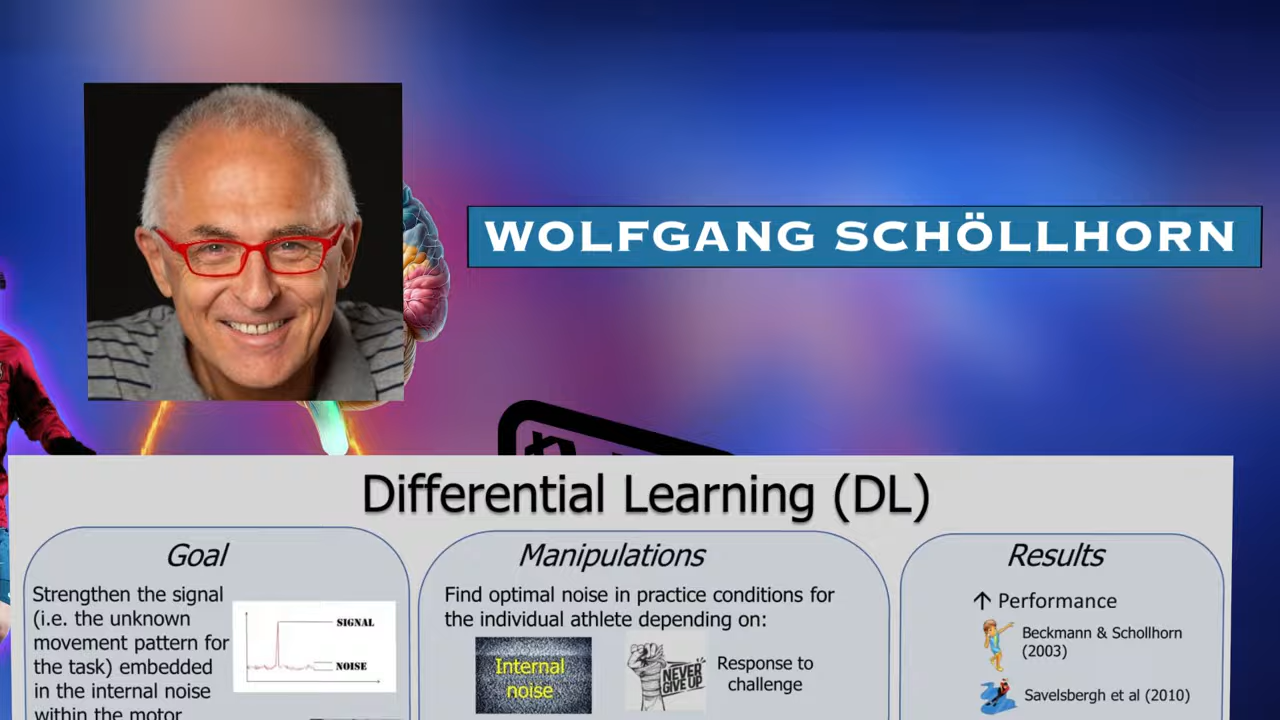 WOLFGANG SCHÖLLHORN
Differential Learning (DL)
Goal
Strengthen the signal
(i.e. the unknown
movement pattern for
the task) embedded
in the internal noise
within the motor
SIGNAL
NOISE
Manipulations
Find optimal noise in practice conditions for
the individual athlete depending on:
Internal
noise
NEVER
GIVE UP
Response to
challenge
Results
↑ Performance
Beckmann & Schollhorn
(2003)
Savelsbergh et al (2010)